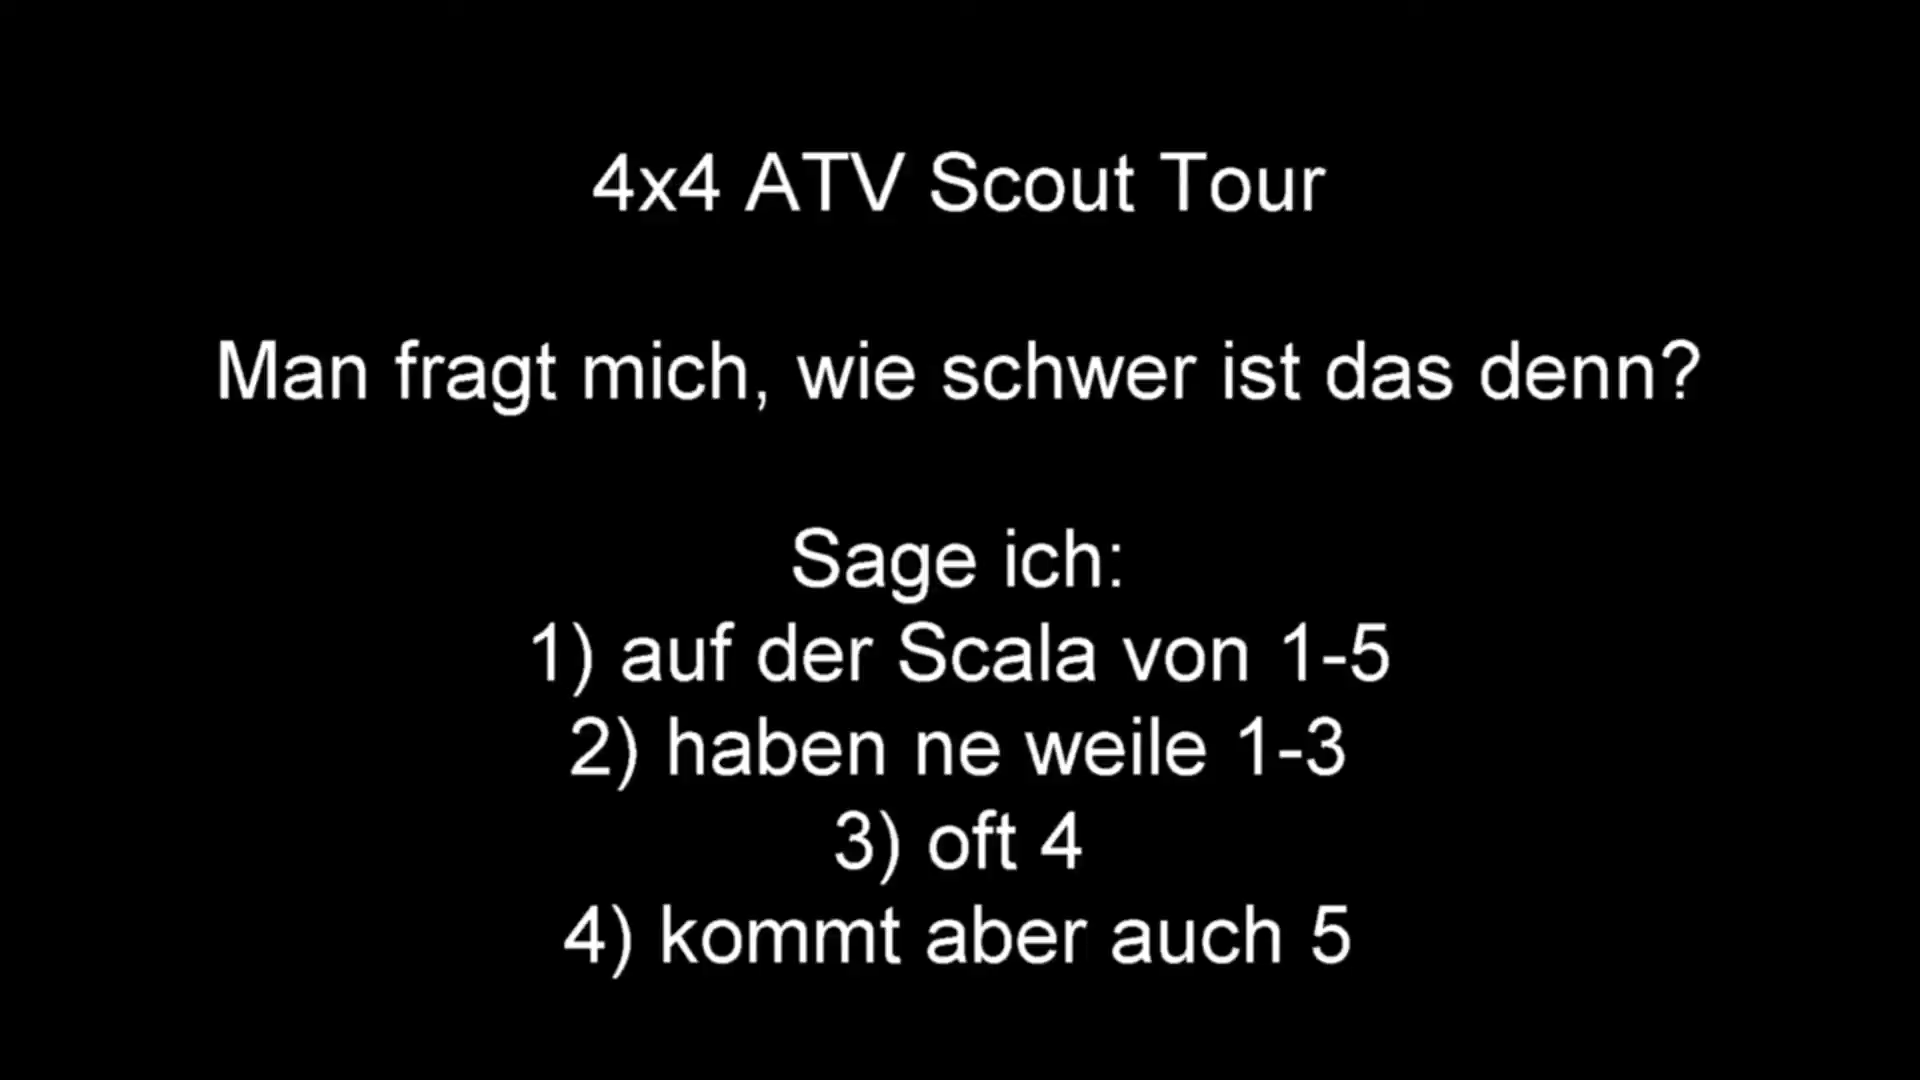 4x4 ATV Scout Tour
Man fragt mich, wie schwer ist das denn?
Sage ich:
1) auf der Scala von 1-5
2) haben ne weile 1-3
3) oft 4
4) kommt aber auch 5